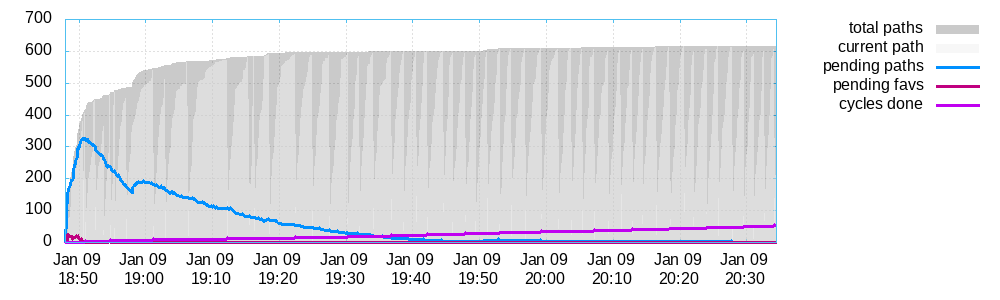 700
600
500
400
300
200
100
0
Jan 09 Jan 09 Jan 09 Jan 09 Jan 09 Jan 09 Jan 09 Jan 09 Jan 09 Jan 09 Jan 09
18:50 19:00 19:10 19:20 19:30 19:40 19:50 20:00 20:10 20:20 20:30
total paths
current path
pending paths
pending favs
cycles done